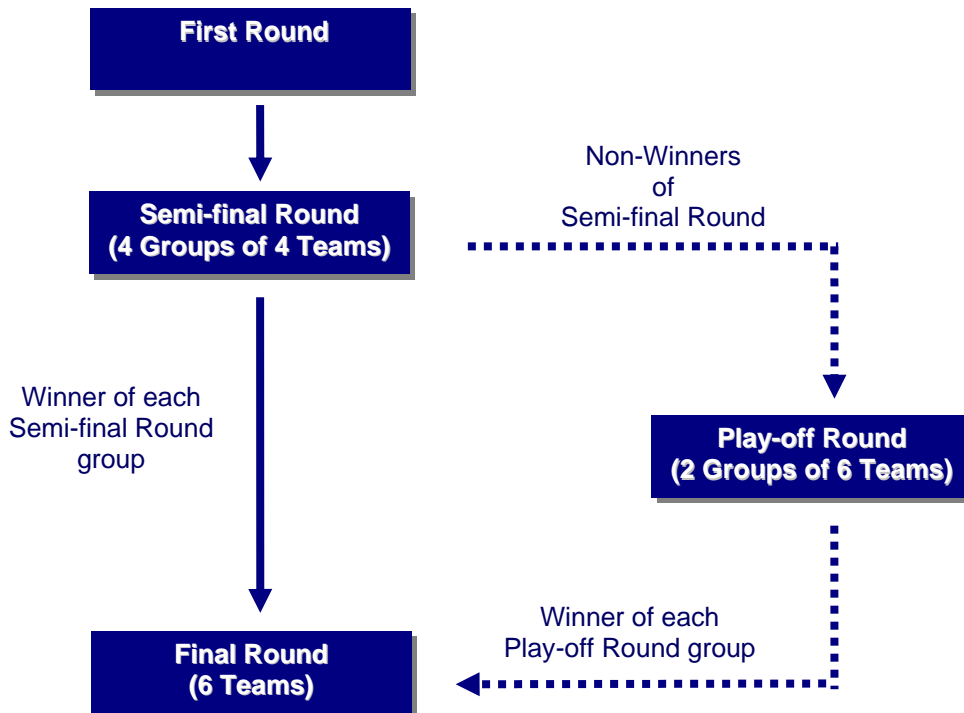 First Round
Non-Winners
of
Semi-final Round
Semi-final Round
(4 Groups of 4 Teams)
Winner of each
Semi-final Round
group
Play-off Round
(2 Groups of 6 Teams)
Winner of each
Play-off Round group
Final Round
(6 Teams)